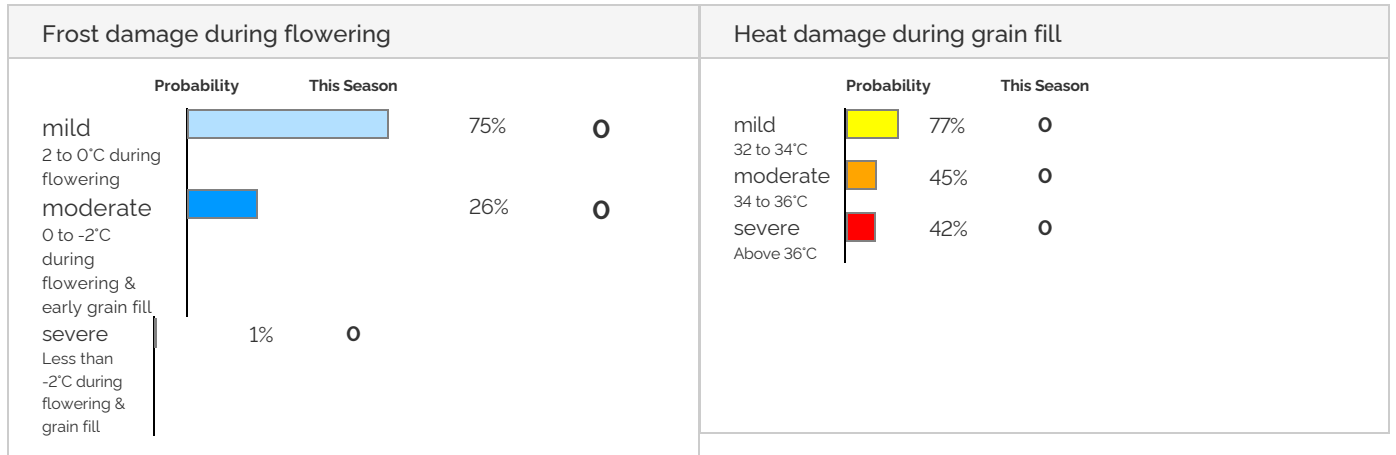 Frost damage during flowering
Probability This Season
mild 75% 0
2 to 0°C during
flowering
moderate 26% 0
0 to -2°C
during
flowering &
early grain fill
severe 1% 0
Less than
-2°C during
flowering &
grain fill
Heat damage during grain fill
Probability This Season
mild 77% 0
32 to 34°C
moderate 45% 0
34 to 36°C
severe 42% 0
Above 36°C